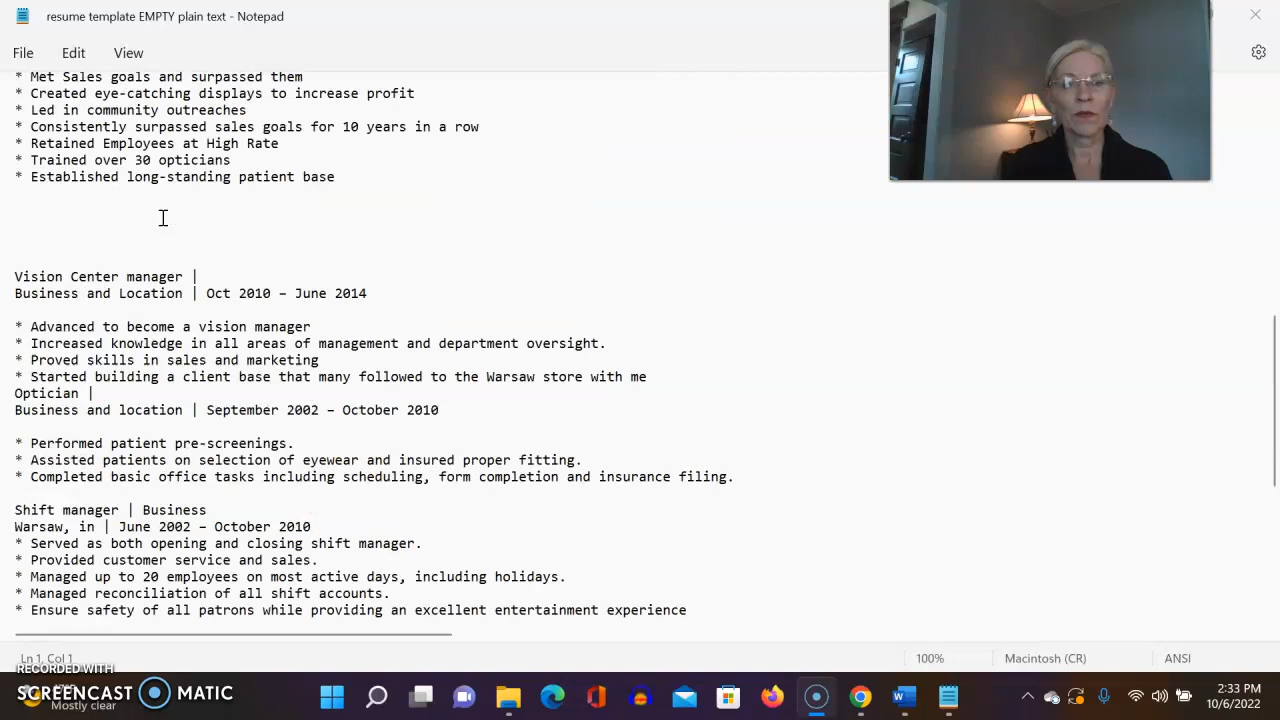 resume template EMPTY plain text - Notepad
File Edit View
* Met Sales goals and surpassed them
* Created eye-catching displays to increase profit
* Led in community outreaches
* Consistently surpassed sales goals for 10 years in a row
* Retained Employees at High Rate
* Trained over 30 opticians
* Established long-standing patient base
Vision Center manager |
Business and Location | Oct 2010 – June 2014
* Advanced to become a vision manager
* Increased knowledge in all areas of management and department oversight.
* Proved skills in sales and marketing
* Started building a client base that many followed to the Warsaw store with me
Optician |
Business and location | September 2002 – October 2010
* Performed patient pre-screenings.
* Assisted patients on selection of eyewear and insured proper fitting.
* Completed basic office tasks including scheduling, form completion and insurance filing.
Shift manager | Business
Warsaw, in | June 2002 – October 2010
* Served as both opening and closing shift manager.
* Provided customer service and sales.
* Managed up to 20 employees on most active days, including holidays.
* Managed reconciliation of all shift accounts.
* Ensure safety of all patrons while providing an excellent entertainment experience
Ln 1, Col 1 100% Macintosh (CR) ANSI
RECORDED WITH
SCREENCAST MATIC
Mostly clear
2:33 PM
10/6/2022